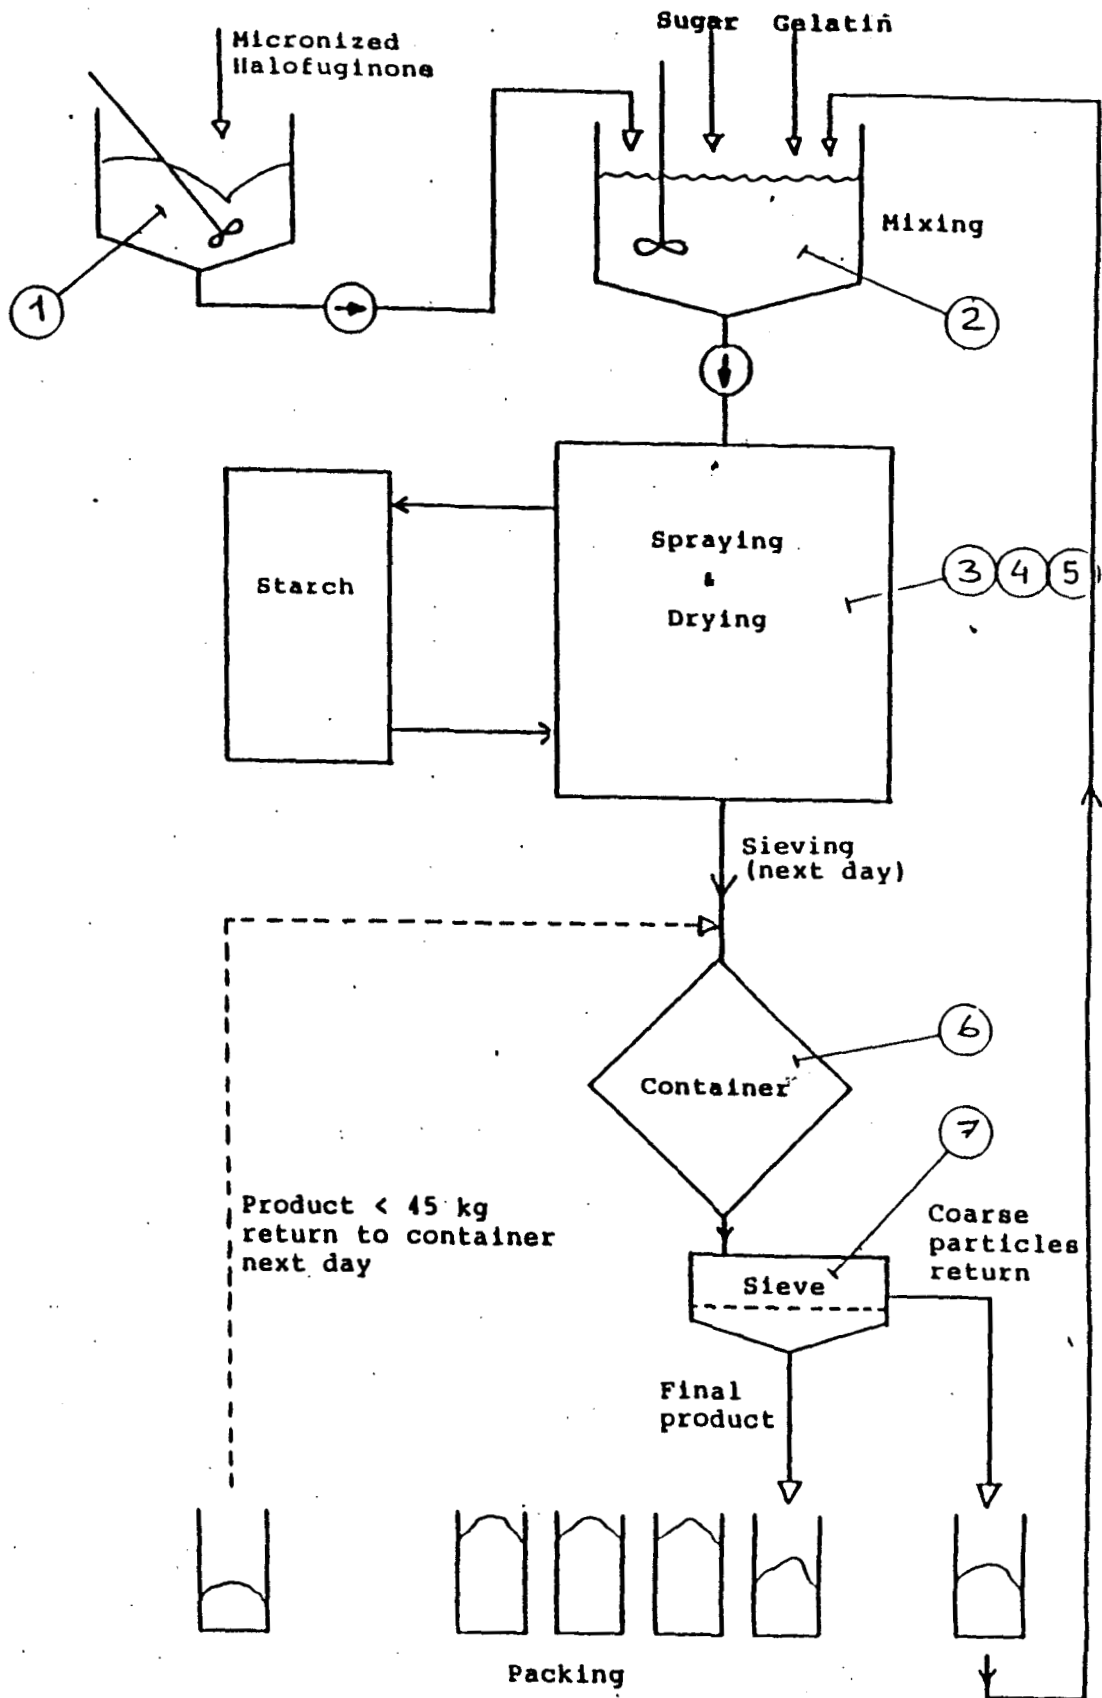 Sugar Gelatin
Micronized
Halofuginone
Mixing
1
2
Spraying
&
Drying
Starch
3 4 5
Sieving
(next day)
6
Container
7
Product < 45 kg
return to container
next day
Coarse
particles
return
Sieve
Final
product
Packing